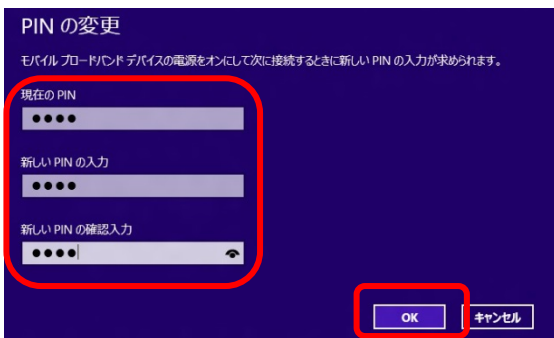 PIN の変更
モバイル ブロードバンド デバイスの電源をオンにして次に接続するときに新しい PIN の入力が求められます。
現在の PIN
●●●●
新しい PIN の入力
●●●●
新しい PIN の確認入力
●●●●
OK キャンセル